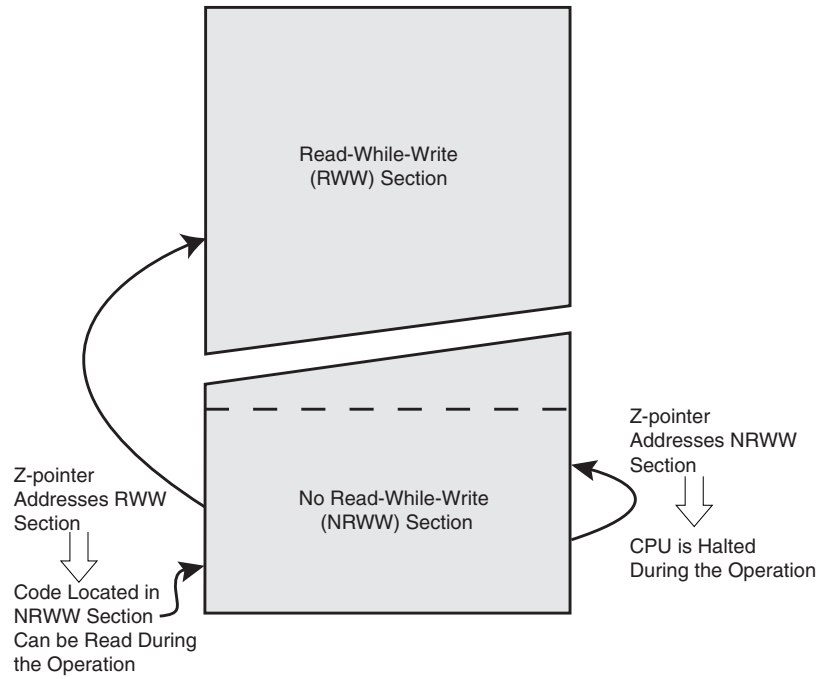 Read-While-Write
(RWW) Section
Z-pointer
Addresses RWW
Section
Code Located in
NRWW Section
Can be Read During
the Operation
No Read-While-Write
(NRWW) Section
Z-pointer
Addresses NRWW
Section
CPU is Halted
During the Operation